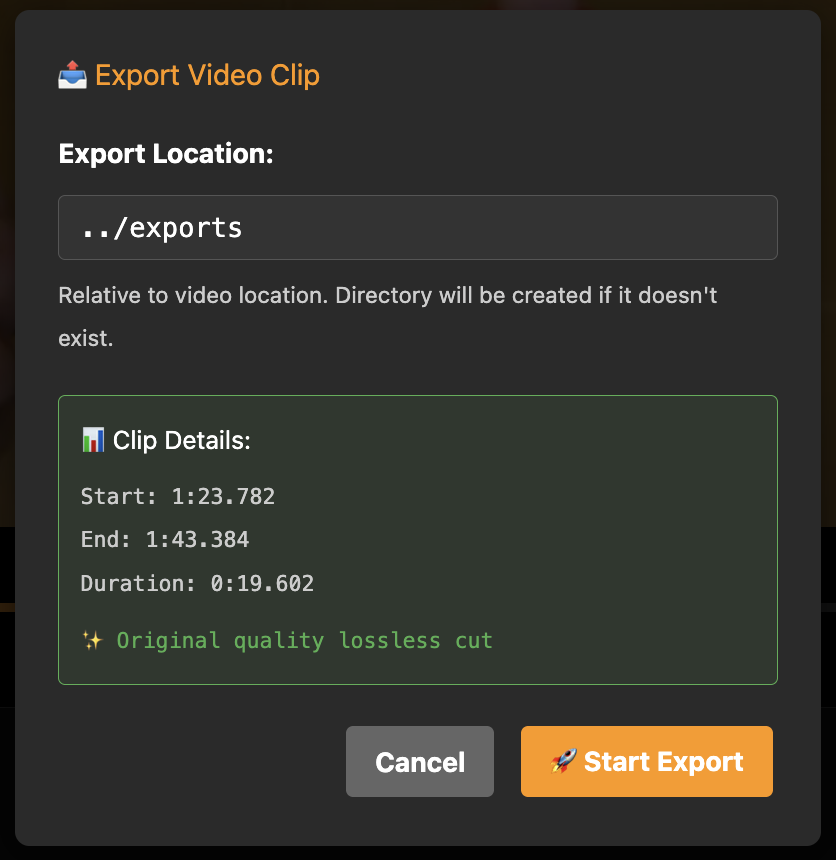 📤 Export Video Clip
Export Location:
../exports
Relative to video location. Directory will be created if it doesn't
exist.
📊 Clip Details:
Start: 1:23.782
End: 1:43.384
Duration: 0:19.602
✨ Original quality lossless cut
Cancel
🚀 Start Export